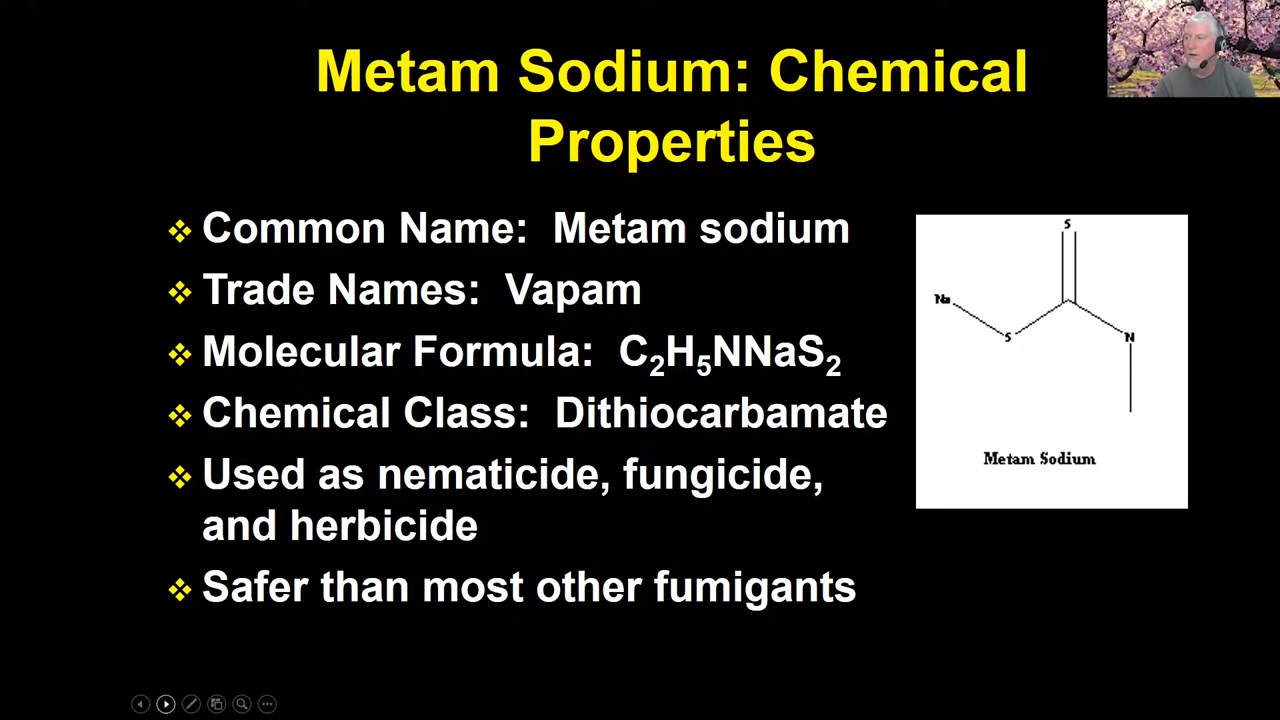 Metam Sodium: Chemical
Properties
❖ Common Name: Metam sodium
❖ Trade Names: Vapam
❖ Molecular Formula: C₂H₅NNaS₂
❖ Chemical Class: Dithiocarbamate
❖ Used as nematicide, fungicide,
and herbicide
❖ Safer than most other fumigants
S
Na
S
N
Metam Sodium